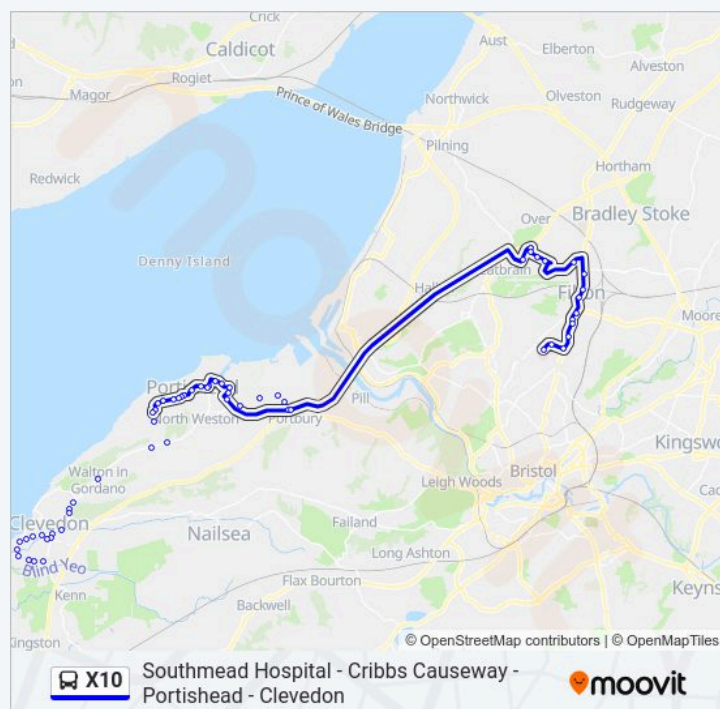 Crick
Caldicot
Aust
Elberton
Alveston
Rogiet
Magor
Northwick
Olveston
Prince of Wales Bridge
Rudgeway
Pilning
Redwick
Hortham
Over
Bradley Stoke
Denny Island
Catbrain
Filton
Portishead
Pill
North Weston
Portbury
Kingsw
Walton in
Gordano
Bristol
Leigh Woods
Clevedon
Nailsea
Failand
Long Ashton
Blind Yeo
Flax Bourton
Kenn
Keyns
Backwell
Kingston
© OpenStreetMap contributors | © OpenMapTiles
X10
Southmead Hospital - Cribbs Causeway -
Portishead - Clevedon
moovit